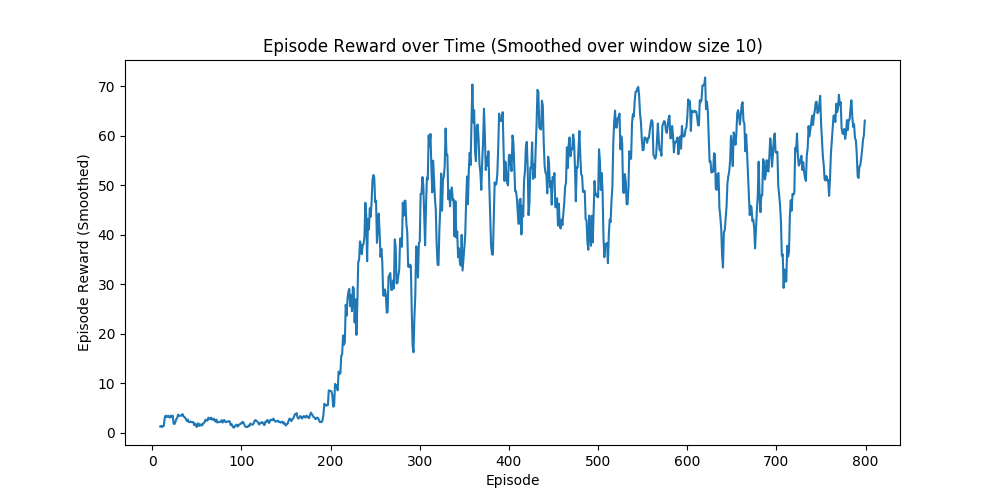 Episode Reward over Time (Smoothed over window size 10)
Episode Reward (Smoothed)
70
60
50
40
30
20
10
0
0 100 200 300 400 500 600 700 800
Episode